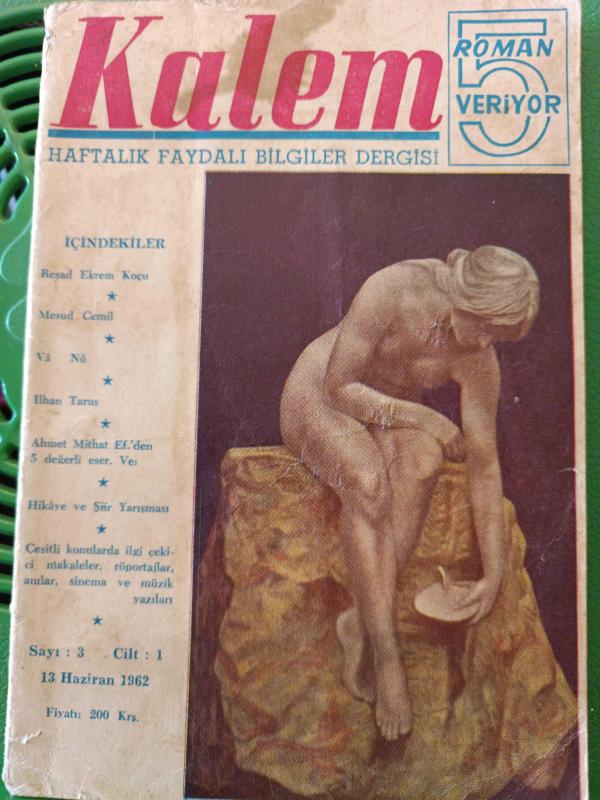 Kalem
5
ROMAN
VERİYOR
HAFTALIK FAYDALI BİLGİLER DERGİSİ
İÇİNDEKİLER
Reşad Ekrem Koçu
Mesud Cemil
Vâ Nû
İlhan Tarus
Ahmet Mithat Ef.'den
5 değerli eser. Ve:
Hikâye ve Şiir Yarışması
Çeşitli konularda ilgi çeki-
ci makaleler, röportajlar,
anılar, sinema ve müzik
yazıları
Sayı : 3 Cilt : 1
13 Haziran 1962
Fiyatı: 200 Krş.